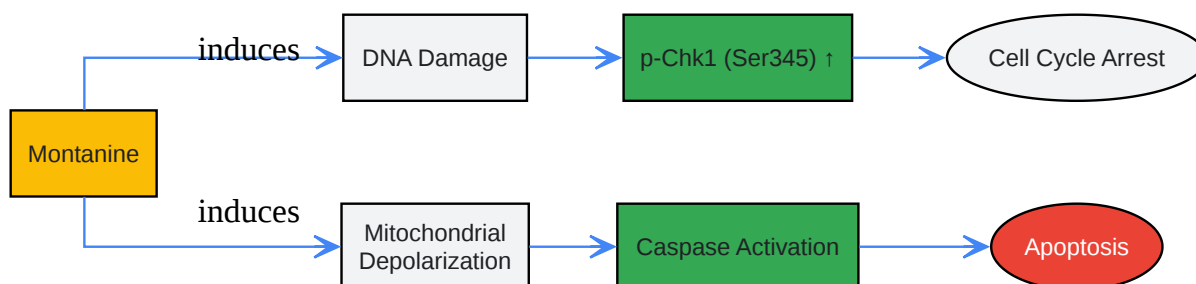 induces
DNA Damage
p-Chk1 (Ser345) ↑
Cell Cycle Arrest
Montanine
induces
Mitochondrial
Depolarization
Caspase Activation
Apoptosis